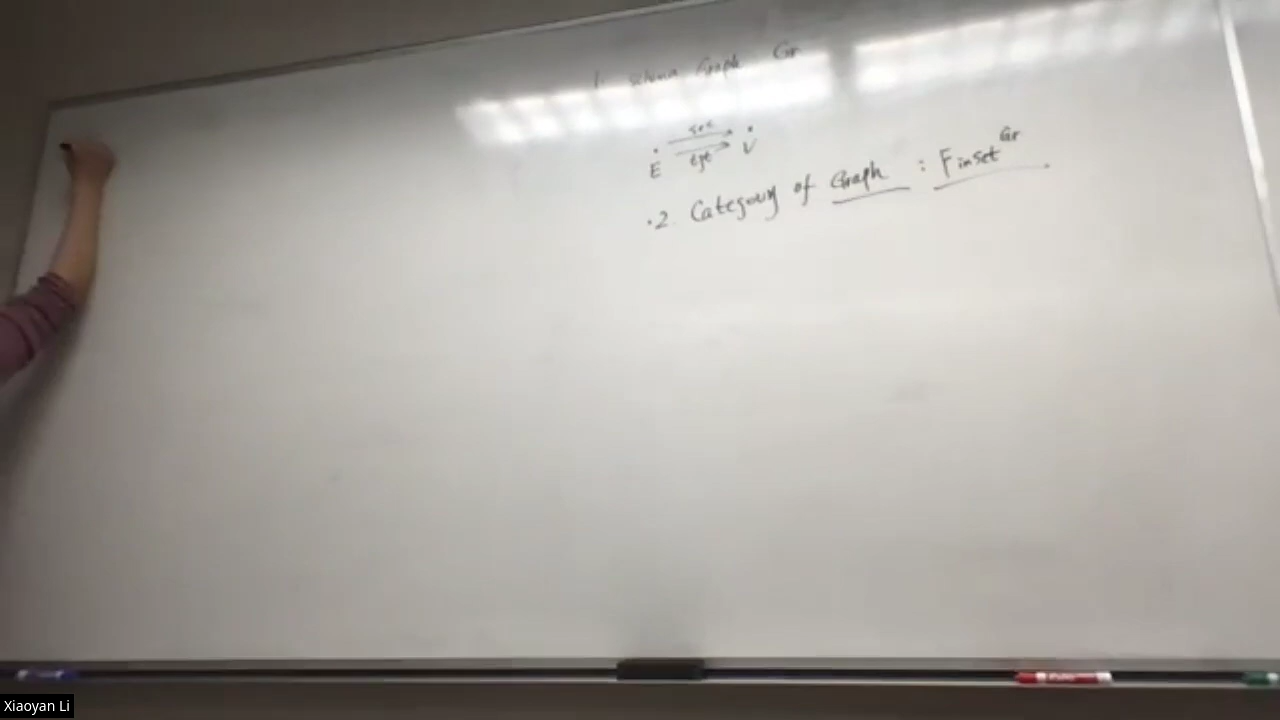 1. schema Graph Gr
src
E V
tgt
.2 Category of Graph : Finset^Gr.
Xiaoyan Li